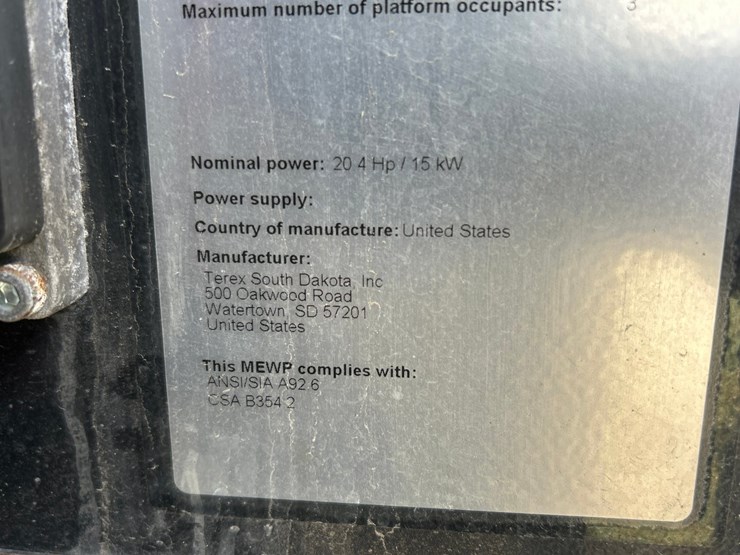 Maximum number of platform occupants: 3
Nominal power: 20.4 Hp / 15 kW
Power supply:
Country of manufacture: United States
Manufacturer:
Terex South Dakota, Inc
500 Oakwood Road
Watertown, SD 57201
United States
This MEWP complies with:
ANSI/SIA A92.6
CSA B354.2